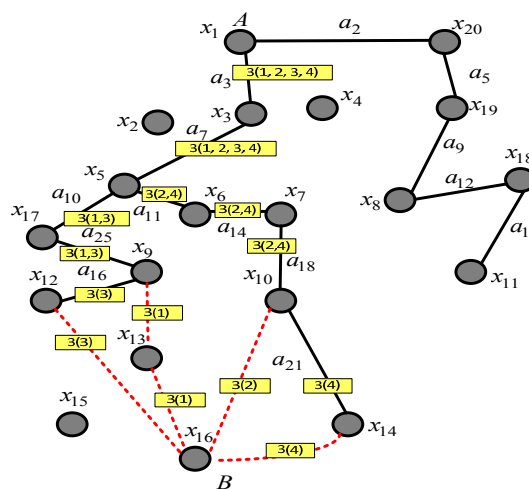 A
x₁ a₂ x₂₀
a₃ 3(1, 2, 3, 4) a₅
x₂ x₃ x₄ x₁₉
a₇
3(1, 2, 3, 4) a₉
x₅ x₁₈
a₁₀ 3(2,4) x₆ x₇ a₁₂
3(1,3) a₁₁ 3(2,4) x₈
x₁₇ a₂₅ a₁₄ a₁
3(1,3) x₉ 3(2,4)
x₁₂ a₁₆ a₁₈ x₁₁
3(3) x₁₀
3(1)
x₁₃
3(3)
a₂₁
3(2) 3(4)
x₁₅ 3(1)
x₁₆ x₁₄
3(4)
B